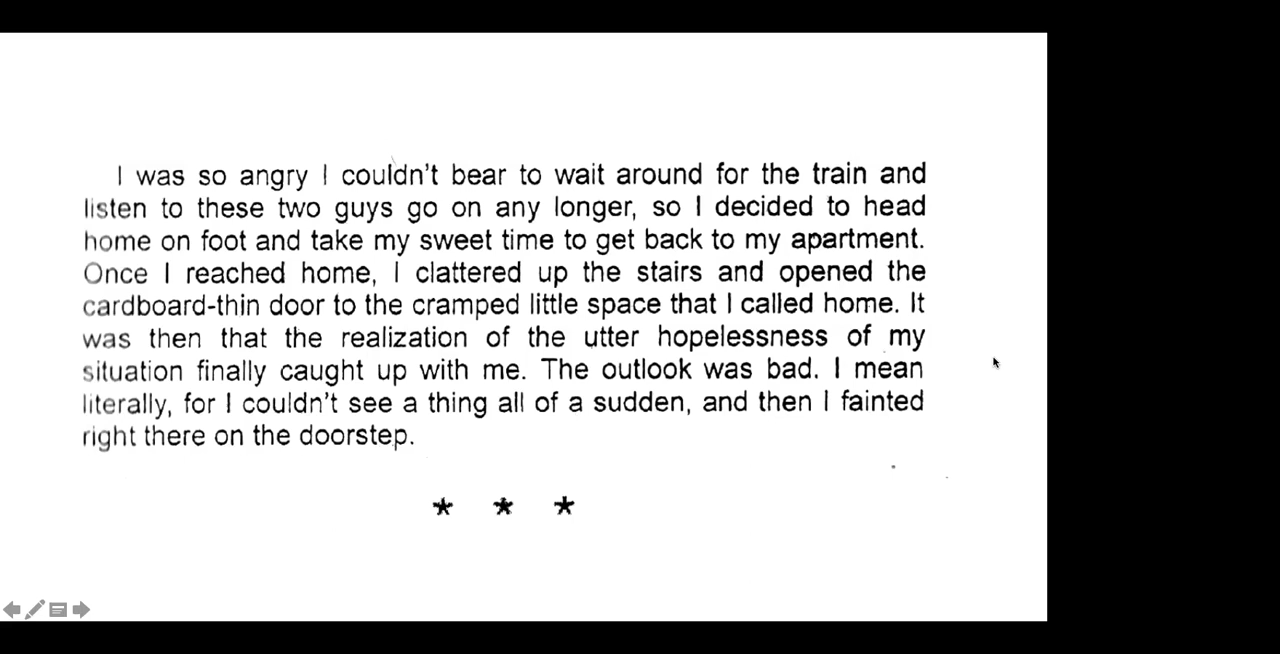 I was so angry I couldn't bear to wait around for the train and
listen to these two guys go on any longer, so I decided to head
home on foot and take my sweet time to get back to my apartment.
Once I reached home, I clattered up the stairs and opened the
cardboard-thin door to the cramped little space that I called home. It
was then that the realization of the utter hopelessness of my
situation finally caught up with me. The outlook was bad. I mean
literally, for I couldn't see a thing all of a sudden, and then I fainted
right there on the doorstep.
* * *